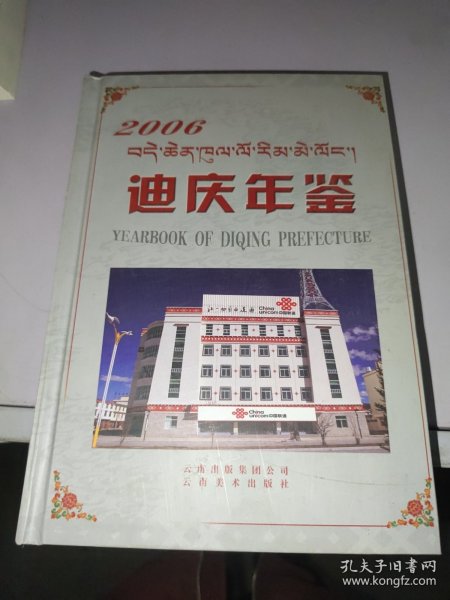 2006
བདེ་ཆེན་ཁུལ་ལོ་རིམ་མེ་ལོང་།
迪庆年鉴
YEARBOOK OF DIQING PREFECTURE
China
unicom中国联通
China
unicom中国联通
云南出版集团公司
云南美术出版社
孔夫子旧书网
www.kongfz.com